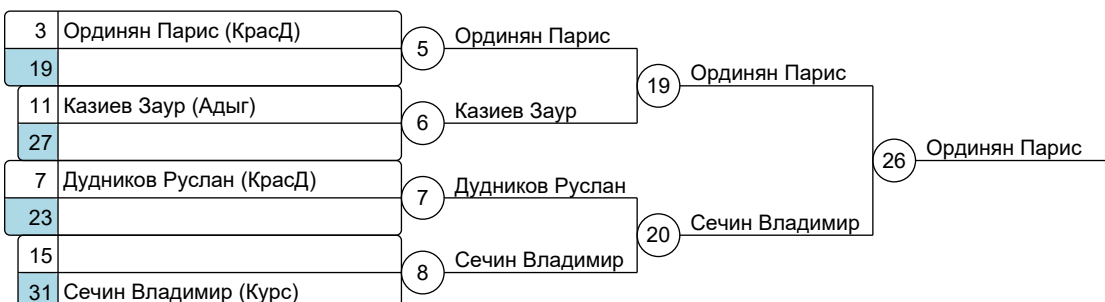 3 Ординян Парис (КрасД)
19
11 Казиев Заур (Адыг)
27
7 Дудников Руслан (КрасД)
23
15
31 Сечин Владимир (Курс)
5 Ординян Парис
6 Казиев Заур
7 Дудников Руслан
8 Сечин Владимир
19 Ординян Парис
20 Сечин Владимир
26 Ординян Парис